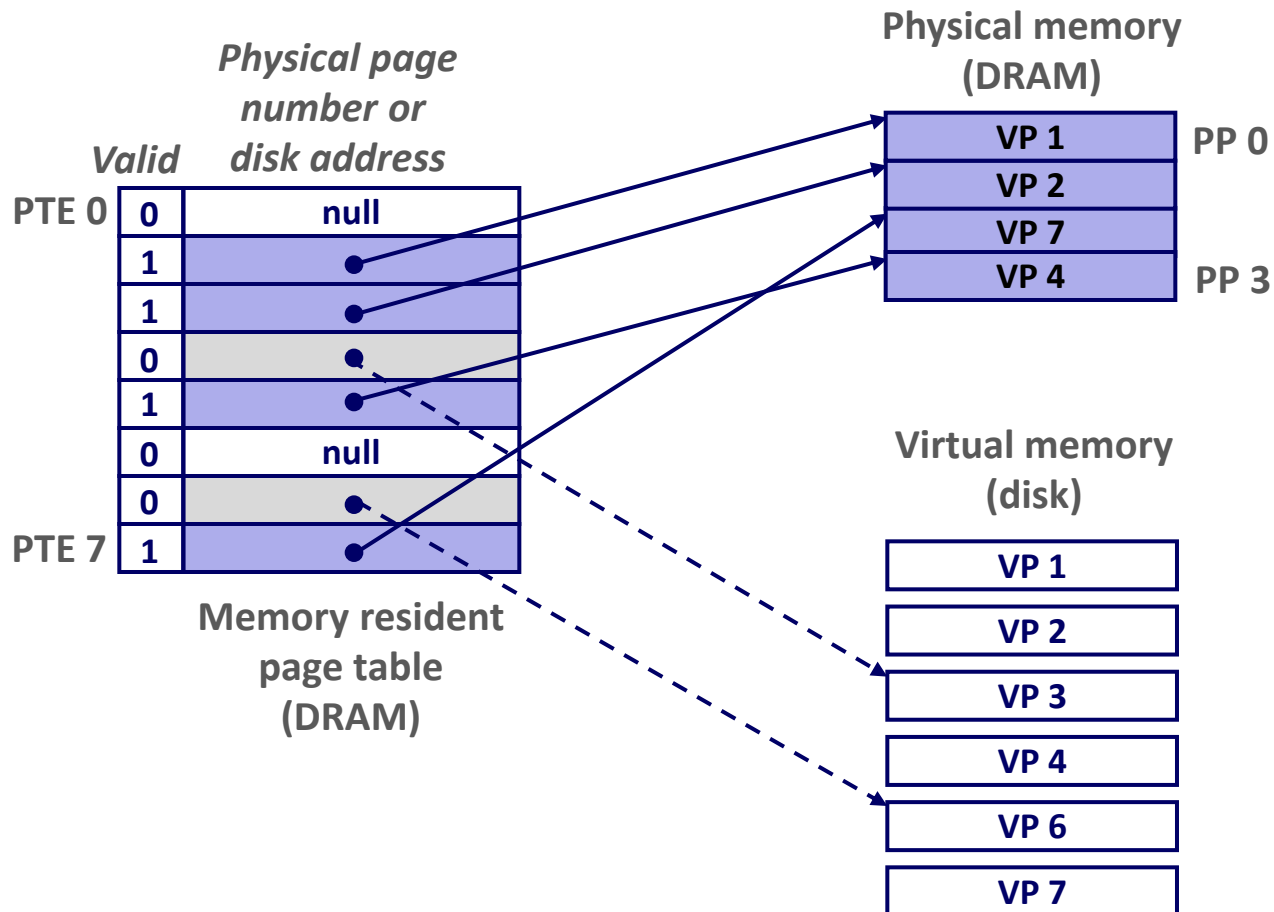 Physical memory
(DRAM)
Physical page
number or
disk address
Valid
VP 1
PP 0
VP 2
VP 7
VP 4
PP 3
PTE 0
0
null
1
1
0
1
0
null
0
PTE 7
1
Memory resident
page table
(DRAM)
Virtual memory
(disk)
VP 1
VP 2
VP 3
VP 4
VP 6
VP 7